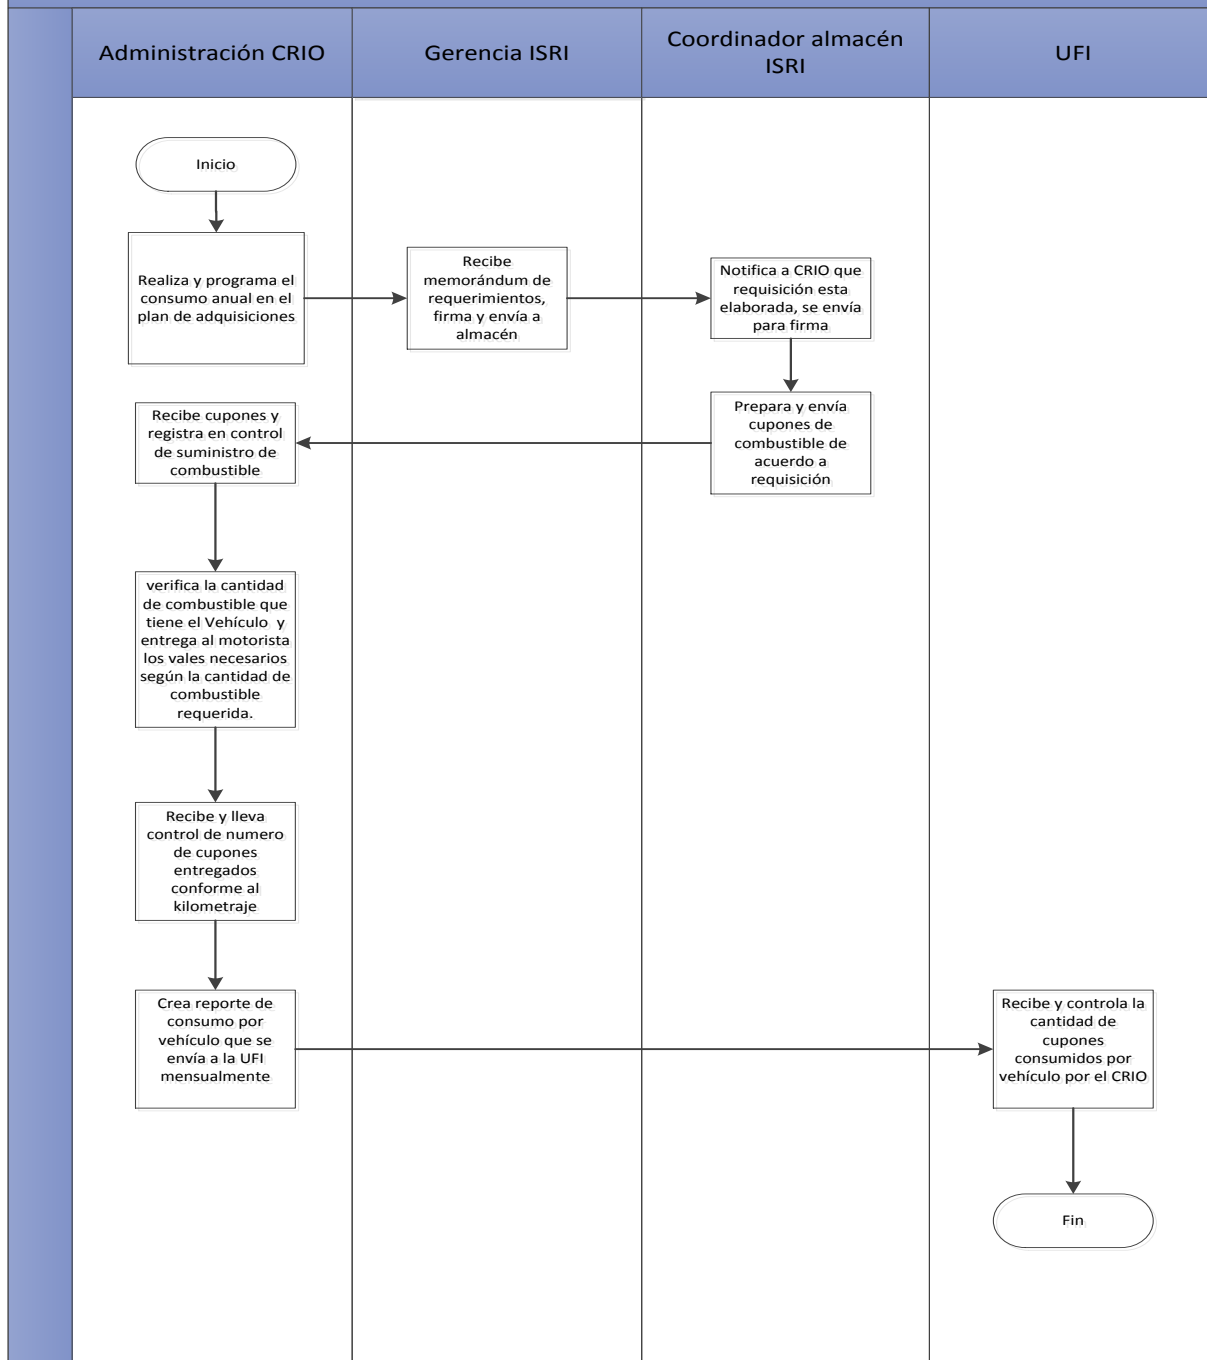 Administración CRIO
Gerencia ISRI
Coordinador almacén
ISRI
UFI
Inicio
Realiza y programa el
consumo anual en el
plan de adquisiciones
Recibe
memorándum de
requerimientos,
firma y envía a
almacén
Notifica a CRIO que
requisición esta
elaborada, se envía
para firma
Prepara y envía
cupones de
combustible de
acuerdo a
requisición
Recibe cupones y
registra en control
de suministro de
combustible
verifica la cantidad
de combustible que
tiene el Vehículo y
entrega al motorista
los vales necesarios
según la cantidad de
combustible
requerida.
Recibe y lleva
control de numero
de cupones
entregados
conforme al
kilometraje
Crea reporte de
consumo por
vehículo que se
envía a la UFI
mensualmente
Recibe y controla la
cantidad de
cupones
consumidos por
vehículo por el CRIO
Fin